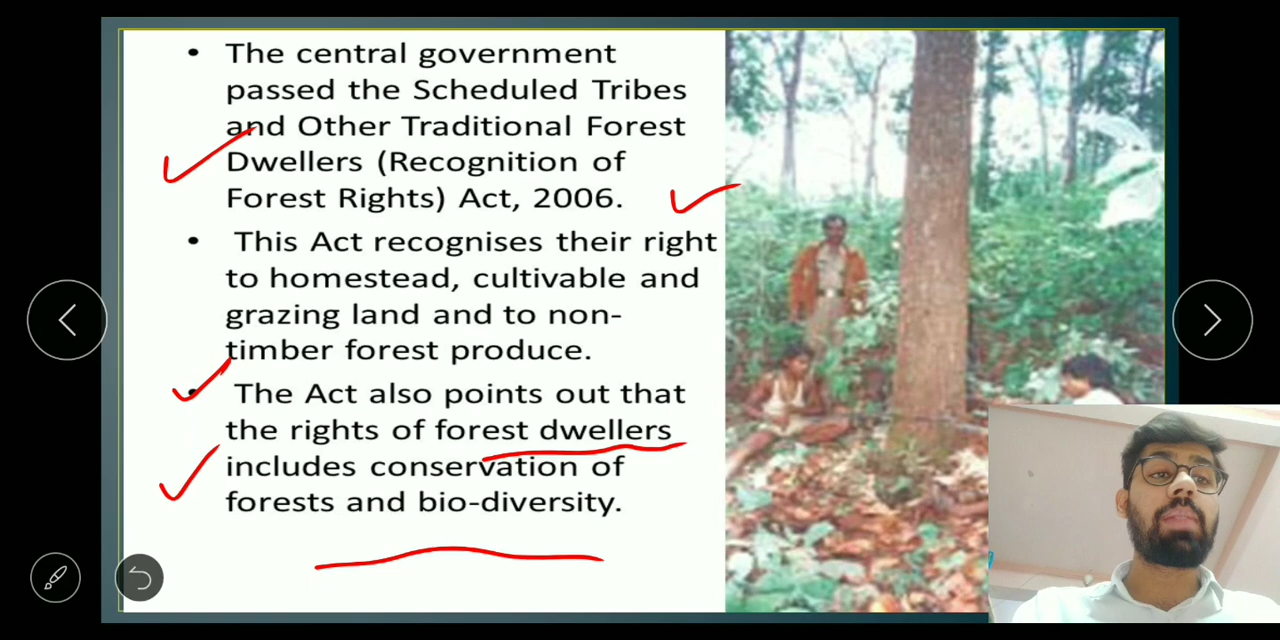 • The central government
passed the Scheduled Tribes
and Other Traditional Forest
Dwellers (Recognition of
Forest Rights) Act, 2006.
• This Act recognises their right
to homestead, cultivable and
grazing land and to non-
timber forest produce.
• The Act also points out that
the rights of forest dwellers
includes conservation of
forests and bio-diversity.